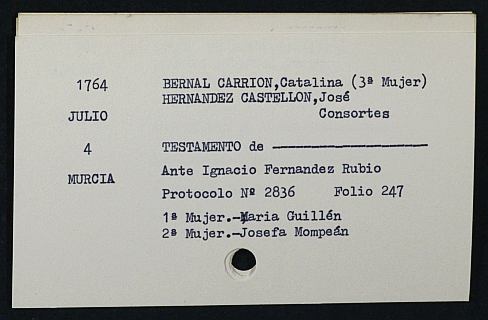 1764 BERNAL CARRION,Catalina (3ª Mujer)
HERNANDEZ CASTELLON,José
JULIO Consortes
4 TESTAMENTO de --------------------
MURCIA Ante Ignacio Fernandez Rubio
Protocolo Nº 2836 Folio 247
1ª Mujer.-Maria Guillén
2ª Mujer.-Josefa Mompeán